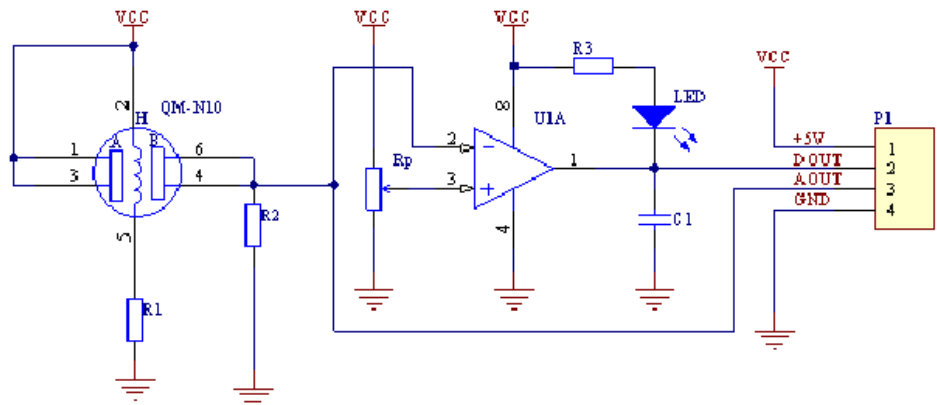 VCC
VCC
VCC
R3
VCC
2
QM-N10
8
LED
P1
H
U1A
1
A
B
6
2
+5V
1
3
4
Rp
3
1
DOUT
2
AOUT
3
R2
GND
4
5
4
C1
R1